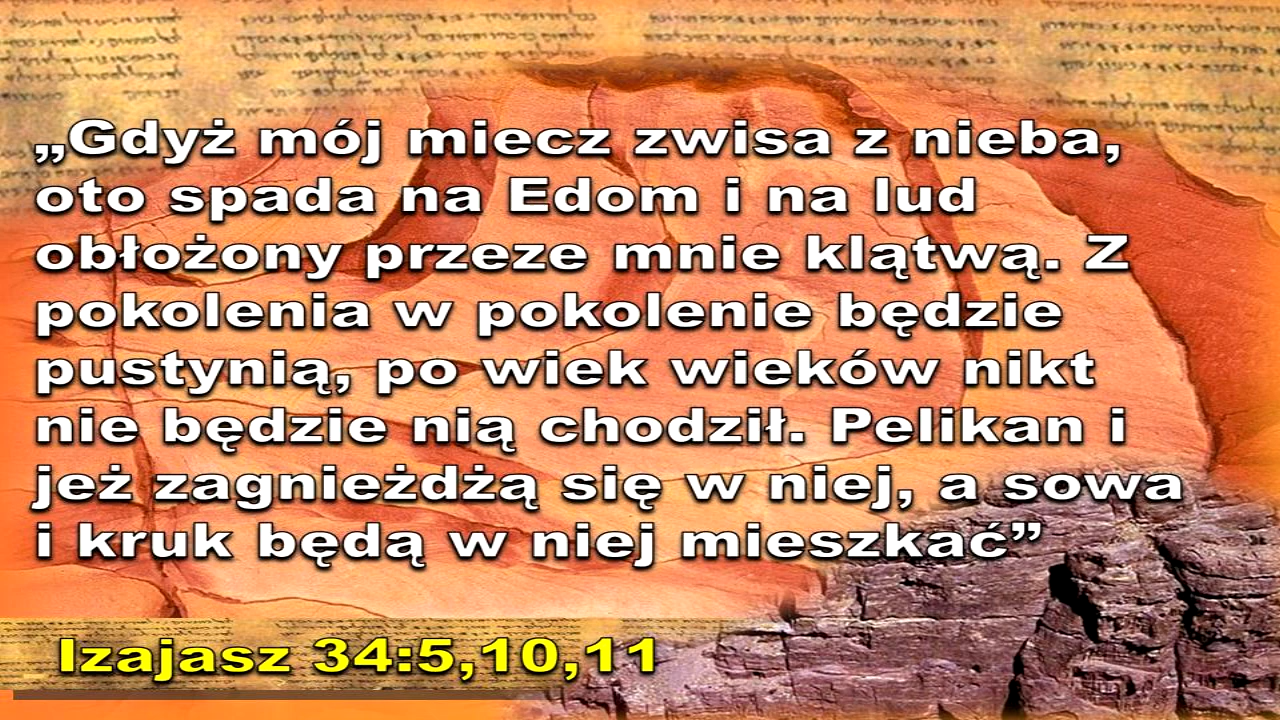 „Gdyż mój miecz zwisa z nieba,
oto spada na Edom i na lud
obłożony przeze mnie klątwą. Z
pokolenia w pokolenie będzie
pustynią, po wiek wieków nikt
nie będzie nią chodził. Pelikan i
jeż zagnieżdżą się w niej, a sowa
i kruk będą w niej mieszkać”
Izajasz 34:5,10,11